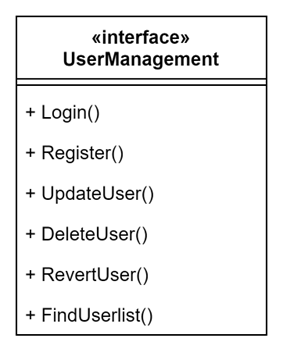 «interface»
UserManagement
+ Login()
+ Register()
+ UpdateUser()
+ DeleteUser()
+ RevertUser()
+ FindUserlist()